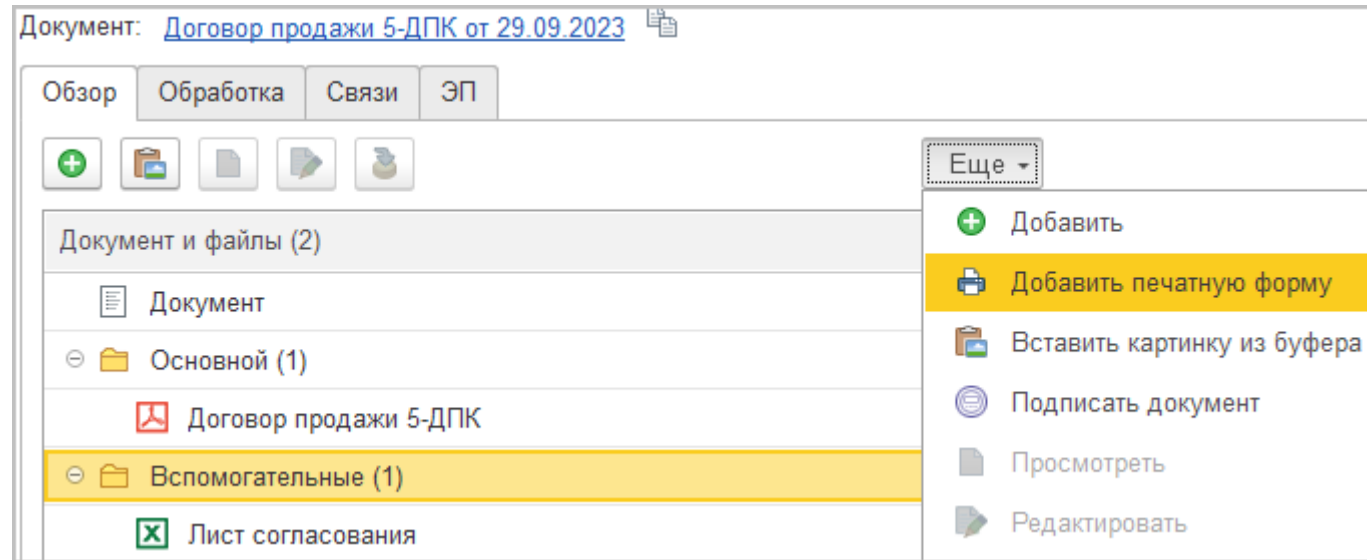 Документ: Договор продажи 5-ДПК от 29.09.2023
Обзор Обработка Связи ЭП
Еще
Документ и файлы (2)
Документ
Основной (1)
Договор продажи 5-ДПК
Вспомогательные (1)
Лист согласования
Добавить
Добавить печатную форму
Вставить картинку из буфера
Подписать документ
Просмотреть
Редактировать